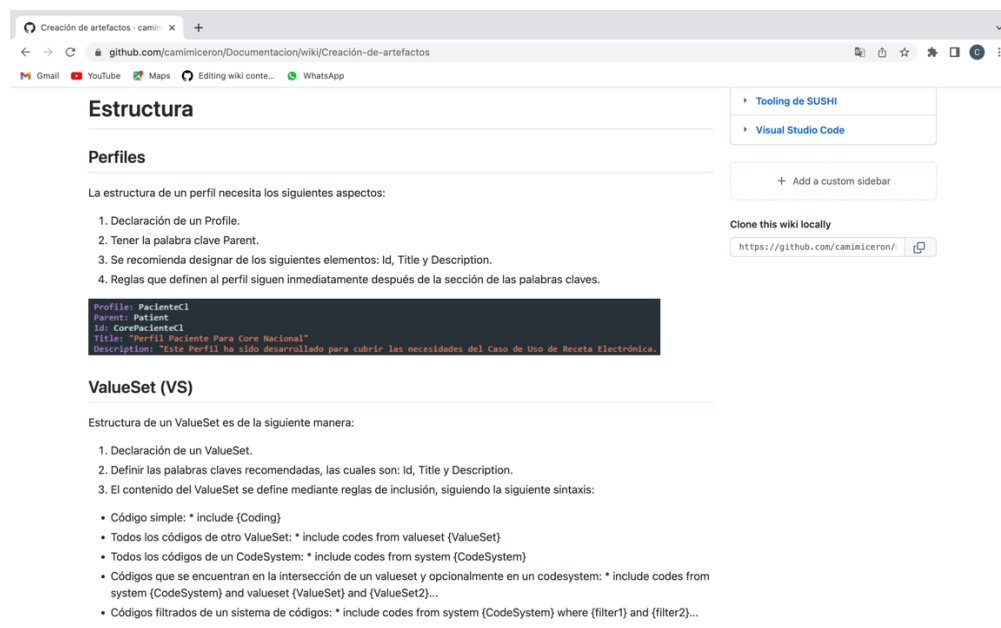 Creación de artefactos · camim
github.com/camimiceron/Documentacion/wiki/Creación-de-artefactos
C
Gmail YouTube Maps Editing wiki conte... WhatsApp
Estructura
Perfiles
La estructura de un perfil necesita los siguientes aspectos:
1. Declaración de un Profile.
2. Tener la palabra clave Parent.
3. Se recomienda designar de los siguientes elementos: Id, Title y Description.
4. Reglas que definen al perfil siguen inmediatamente después de la sección de las palabras claves.
Profile: PacienteCl
Parent: Patient
Id: CorePacienteCl
Title: "Perfil Paciente Para Core Nacional"
Description: "Este Perfil ha sido desarrollado para cubrir las necesidades del Caso de Uso de Receta Electrónica.
ValueSet (VS)
Estructura de un ValueSet es de la siguiente manera:
1. Declaración de un ValueSet.
2. Definir las palabras claves recomendadas, las cuales son: Id, Title y Description.
3. El contenido del ValueSet se define mediante reglas de inclusión, siguiendo la siguiente sintaxis:
• Código simple: * include {Coding}
• Todos los códigos de otro ValueSet: * include codes from valueset {ValueSet}
• Todos los códigos de un CodeSystem: * include codes from system {CodeSystem}
• Códigos que se encuentran en la intersección de un valueset y opcionalmente en un codesystem: * include codes from
system {CodeSystem} and valueset {ValueSet} and {ValueSet2}...
• Códigos filtrados de un sistema de códigos: * include codes from system {CodeSystem} where {filter1} and {filter2}...
Tooling de SUSHI
Visual Studio Code
+ Add a custom sidebar
Clone this wiki locally
https://github.com/camimiceron/